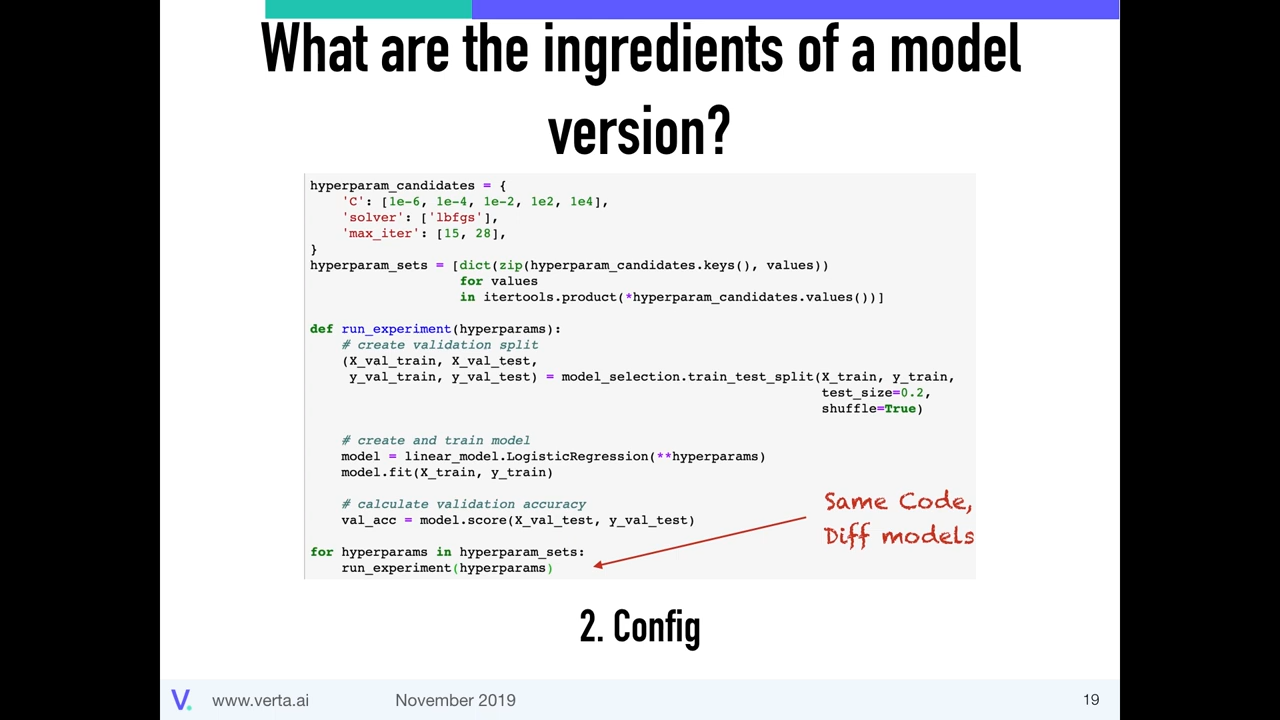 What are the ingredients of a model
version?
hyperparam_candidates = {
    'C': [1e-6, 1e-4, 1e-2, 1e2, 1e4],
    'solver': ['lbfgs'],
    'max_iter': [15, 28],
}
hyperparam_sets = [dict(zip(hyperparam_candidates.keys(), values))
                   for values
                   in itertools.product(*hyperparam_candidates.values())]
def run_experiment(hyperparams):
    # create validation split
    (X_val_train, X_val_test,
     y_val_train, y_val_test) = model_selection.train_test_split(X_train, y_train,
                                                                 test_size=0.2,
                                                                 shuffle=True)
    # create and train model
    model = linear_model.LogisticRegression(**hyperparams)
    model.fit(X_train, y_train)
    # calculate validation accuracy
    val_acc = model.score(X_val_test, y_val_test)
for hyperparams in hyperparam_sets:
    run_experiment(hyperparams)
Same Code,
Diff models
2. Config
V. www.verta.ai November 2019 19